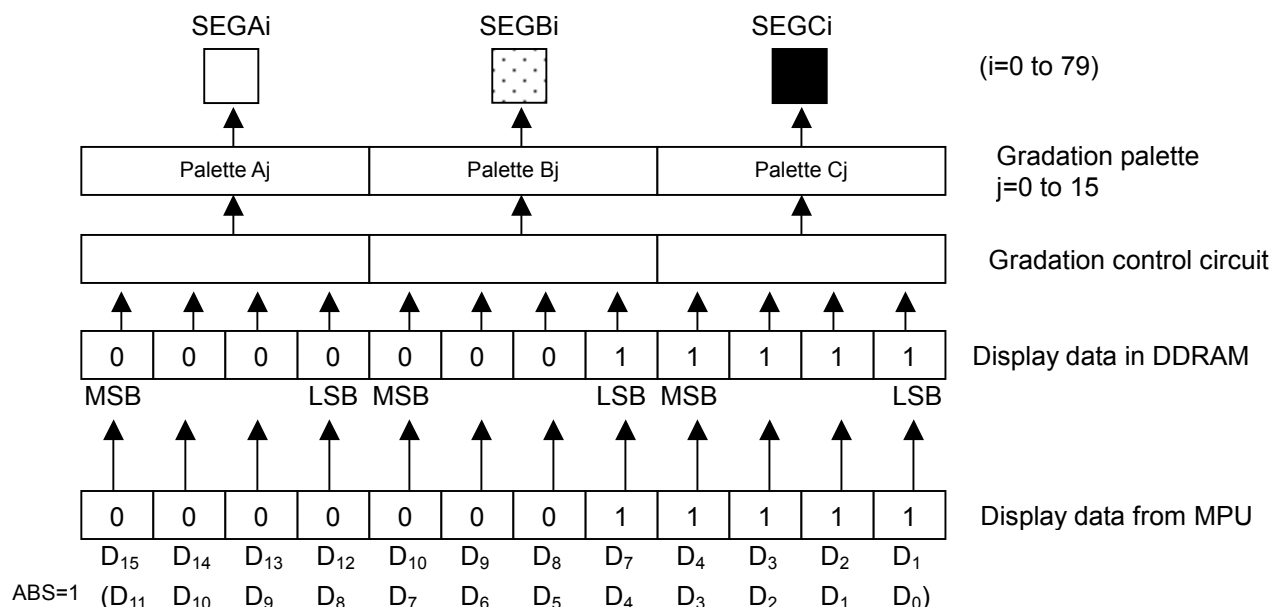 SEGAi SEGBi SEGCi
(i=0 to 79)
Palette Aj Palette Bj Palette Cj
Gradation palette
j=0 to 15
Gradation control circuit
0 0 0 0 0 0 0 1 1 1 1 1 Display data in DDRAM
MSB LSB MSB LSB MSB LSB
0 0 0 0 0 0 0 1 1 1 1 1 Display data from MPU
D15 D14 D13 D12 D10 D9 D8 D7 D4 D3 D2 D1
ABS=1 (D11 D10 D9 D8 D7 D6 D5 D4 D3 D2 D1 D0)